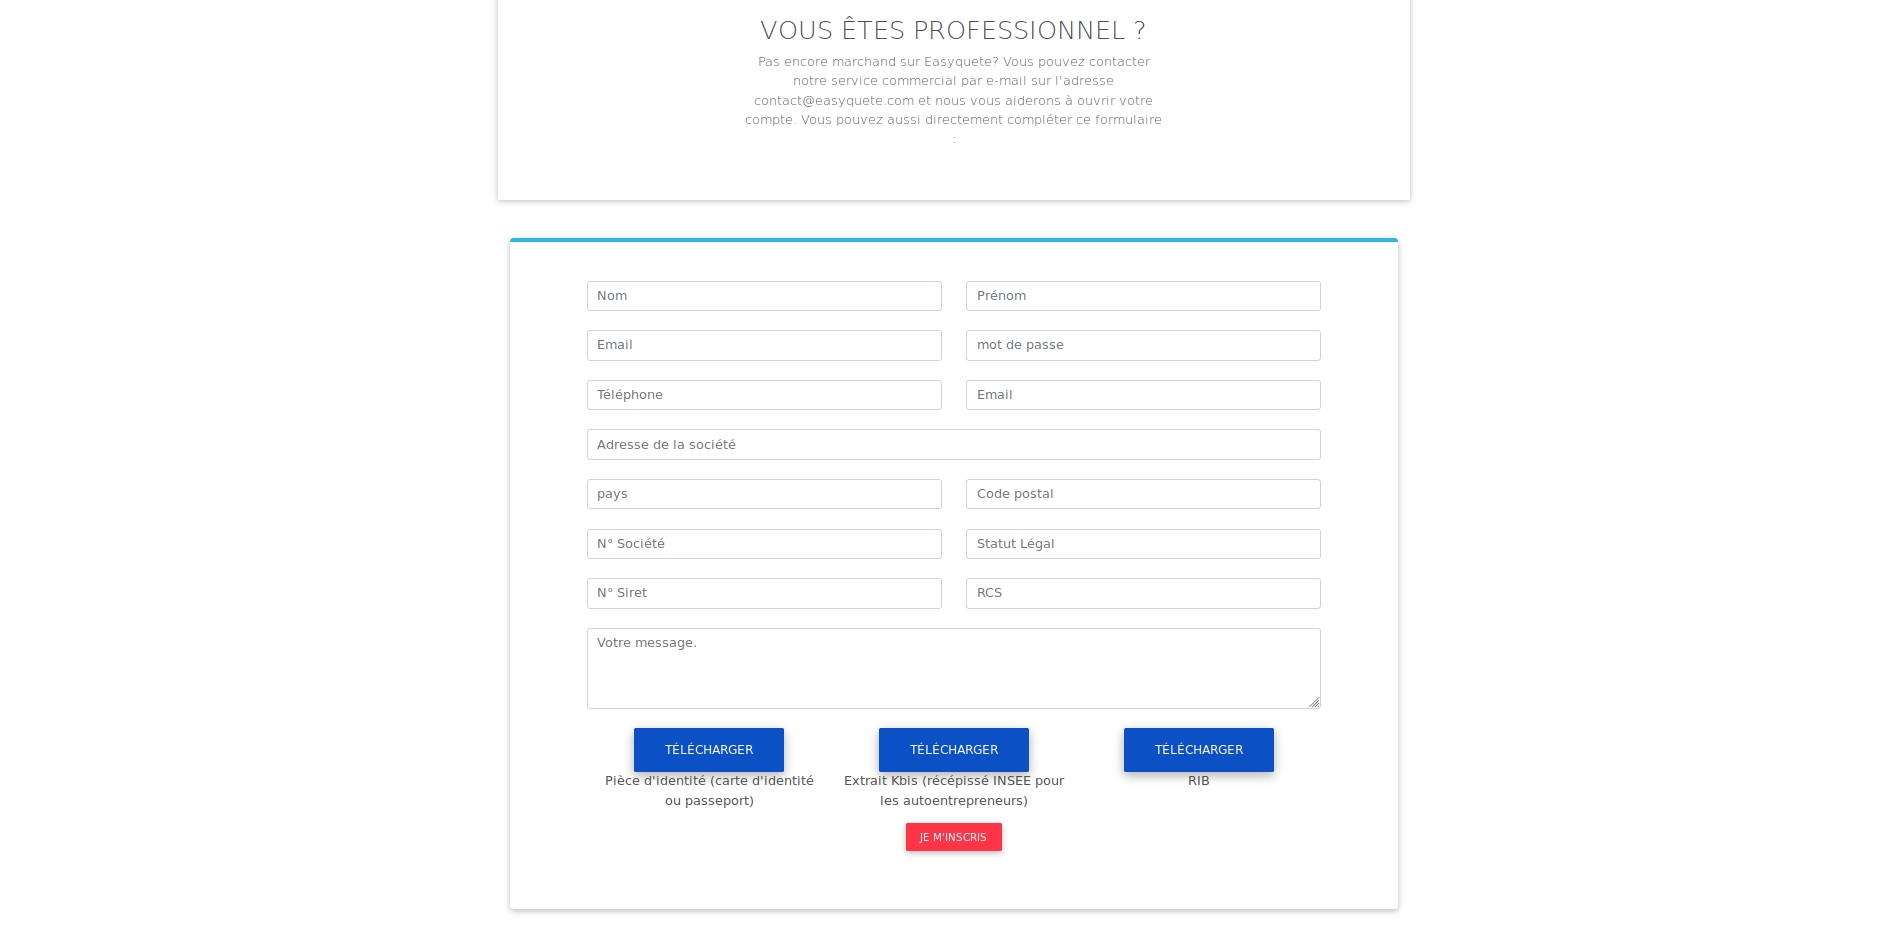 VOUS ÊTES PROFESSIONNEL ?
Pas encore marchand sur Easyquete? Vous pouvez contacter
notre service commercial par e-mail sur l'adresse
contact@easyquete.com et nous vous aiderons à ouvrir votre
compte. Vous pouvez aussi directement compléter ce formulaire
:
Nom
Prénom
Email
mot de passe
Téléphone
Email
Adresse de la société
pays
Code postal
N° Société
Statut Légal
N° Siret
RCS
Votre message.
TÉLÉCHARGER
TÉLÉCHARGER
TÉLÉCHARGER
Pièce d'identité (carte d'identité
ou passeport)
Extrait Kbis (récépissé INSEE pour
les autoentrepreneurs)
RIB
JE M'INSCRIS